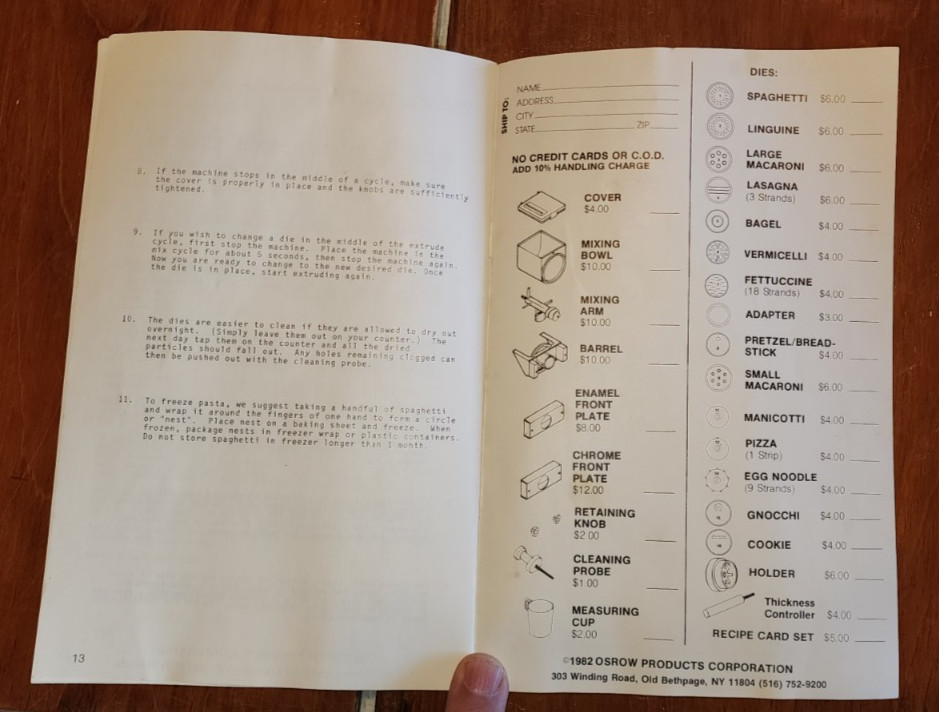 8. If the machine stops in the middle of a cycle, make sure
the cover is properly in place and the knobs are sufficiently
tightened.
9. If you wish to change a die in the middle of the extrude
cycle, first stop the machine. Place the machine in the
mix cycle for about 5 seconds, then stop the machine again.
Now you are ready to change to the new desired die. Once
the die is in place, start extruding again.
10. The dies are easier to clean if they are allowed to dry out
overnight. (Simply leave them out on your counter.) The
next day tap them on the counter and all the dried
particles should fall out. Any holes remaining clogged can
then be pushed out with the cleaning probe.
11. To freeze pasta, we suggest taking a handful of spaghetti
and wrap it around the fingers of one hand to form a circle
or "nest". Place nest on a baking sheet and freeze. When
frozen, package nests in freezer wrap or plastic containers.
Do not store spaghetti in freezer longer than 1 month.
13
SHIP TO:
NAME
ADDRESS
CITY
STATE ZIP
NO CREDIT CARDS OR C.O.D.
ADD 10% HANDLING CHARGE
COVER
$4.00
MIXING
BOWL
$10.00
MIXING
ARM
$10.00
BARREL
$10.00
ENAMEL
FRONT
PLATE
$8.00
CHROME
FRONT
PLATE
$12.00
RETAINING
KNOB
$2.00
CLEANING
PROBE
$1.00
MEASURING
CUP
$2.00
DIES:
SPAGHETTI $6.00
LINGUINE $6.00
LARGE
MACARONI $6.00
LASAGNA
(3 Strands) $6.00
BAGEL $4.00
VERMICELLI $4.00
FETTUCCINE
(18 Strands) $4.00
ADAPTER $3.00
PRETZEL/BREAD-
STICK $4.00
SMALL
MACARONI $6.00
MANICOTTI $4.00
PIZZA
(1 Strip) $4.00
EGG NOODLE
(9 Strands) $4.00
GNOCCHI $4.00
COOKIE $4.00
HOLDER $6.00
Thickness
Controller $4.00
RECIPE CARD SET $5.00
©1982 OSROW PRODUCTS CORPORATION
303 Winding Road, Old Bethpage, NY 11804 (516) 752-9200